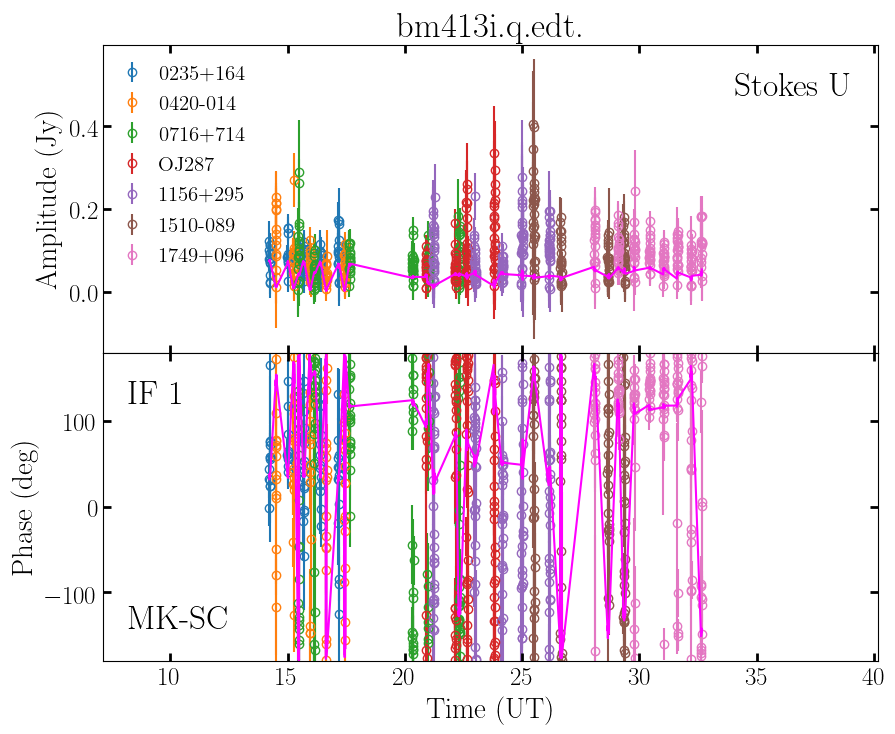 bm413i.q.edt.
Stokes U
0235+164
0420-014
0716+714
OJ287
1156+295
1510-089
1749+096
Amplitude (Jy)
0.4
0.2
0.0
IF 1
MK-SC
Phase (deg)
100
0
−100
10 15 20 25 30 35 40
Time (UT)